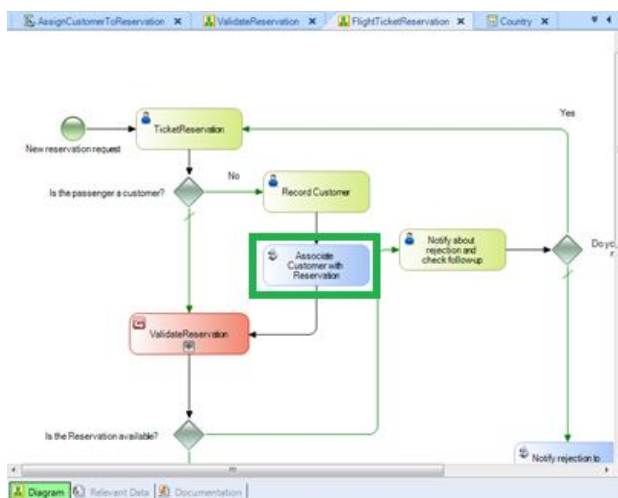 AssignCustomerToReservation
ValidateReservation
FlightTicketReservation
Country
Yes
TicketReservation
New reservation request
No
Is the passenger a customer?
Record Customer
Notify about
rejection and
check follow-up
Associate
Customer with
Reservation
ValidateReservation
Is the Reservation available?
Notify rejection to
Diagram
Relevant Data
Documentation